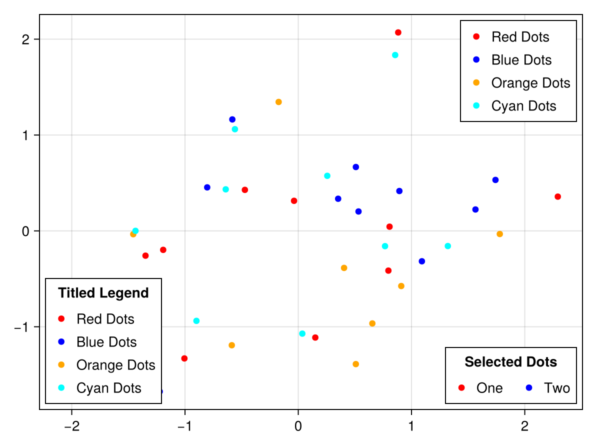 2
1
0
−1
Red Dots
Blue Dots
Orange Dots
Cyan Dots
Titled Legend
Red Dots
Blue Dots
Orange Dots
Cyan Dots
Selected Dots
One Two
−2 −1 0 1 2